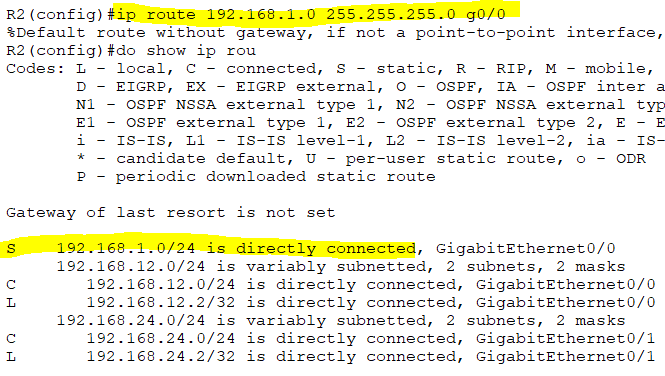 R2(config)#ip route 192.168.1.0 255.255.255.0 g0/0
%Default route without gateway, if not a point-to-point interface,
R2(config)#do show ip rou
Codes: L - local, C - connected, S - static, R - RIP, M - mobile,
D - EIGRP, EX - EIGRP external, O - OSPF, IA - OSPF inter a
N1 - OSPF NSSA external type 1, N2 - OSPF NSSA external typ
E1 - OSPF external type 1, E2 - OSPF external type 2, E - E
i - IS-IS, L1 - IS-IS level-1, L2 - IS-IS level-2, ia - IS-
* - candidate default, U - per-user static route, o - ODR
P - periodic downloaded static route
Gateway of last resort is not set
S 192.168.1.0/24 is directly connected, GigabitEthernet0/0
192.168.12.0/24 is variably subnetted, 2 subnets, 2 masks
C 192.168.12.0/24 is directly connected, GigabitEthernet0/0
L 192.168.12.2/32 is directly connected, GigabitEthernet0/0
192.168.24.0/24 is variably subnetted, 2 subnets, 2 masks
C 192.168.24.0/24 is directly connected, GigabitEthernet0/1
L 192.168.24.2/32 is directly connected, GigabitEthernet0/1